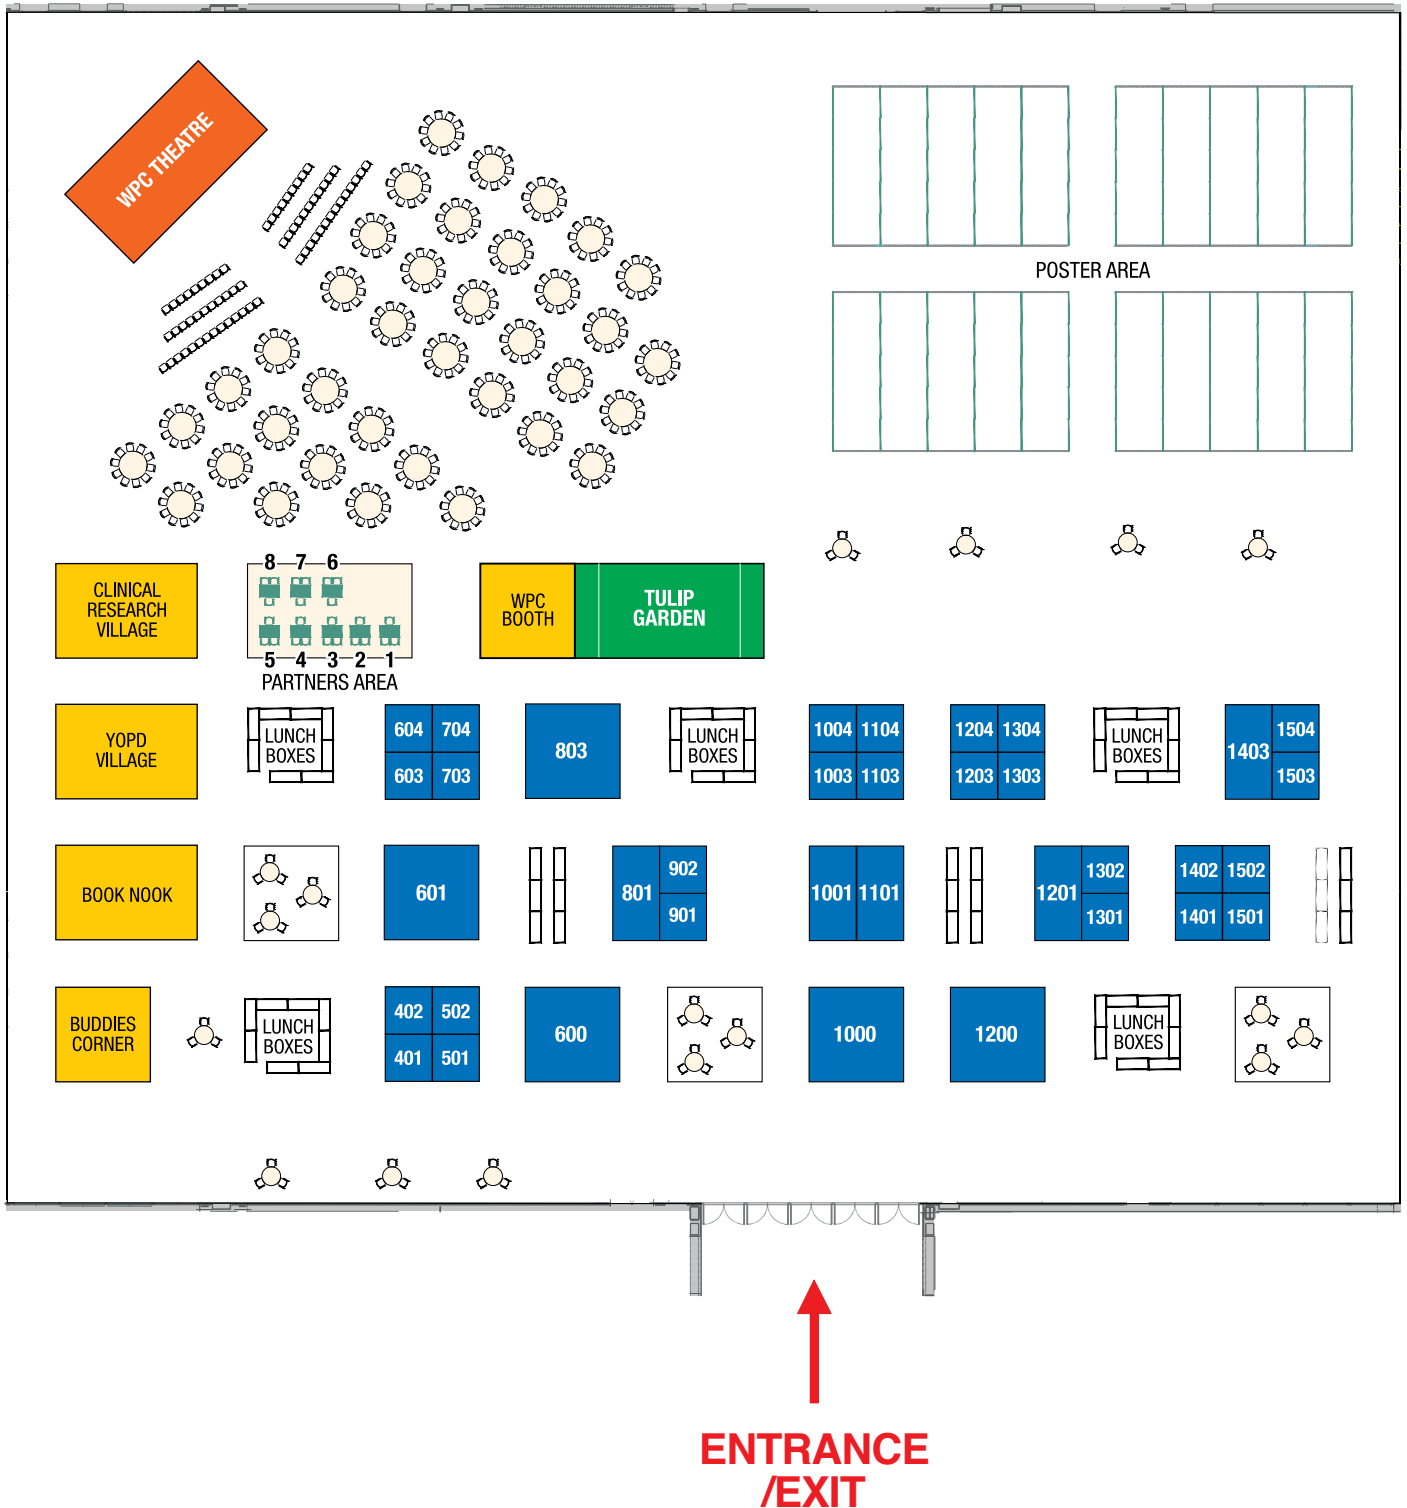 WPC THEATRE
POSTER AREA
CLINICAL
RESEARCH
VILLAGE
8 7 6
5 4 3 2 1
PARTNERS AREA
WPC
BOOTH
TULIP
GARDEN
YOPD
VILLAGE
LUNCH
BOXES
604 704
603 703
803
LUNCH
BOXES
1004 1104
1003 1103
1204 1304
1203 1303
LUNCH
BOXES
1403
1504
1503
BOOK NOOK
601
801
902
901
1001 1101
1201
1302
1301
1402 1502
1401 1501
BUDDIES
CORNER
LUNCH
BOXES
402 502
401 501
600
1000
1200
LUNCH
BOXES
ENTRANCE
/EXIT